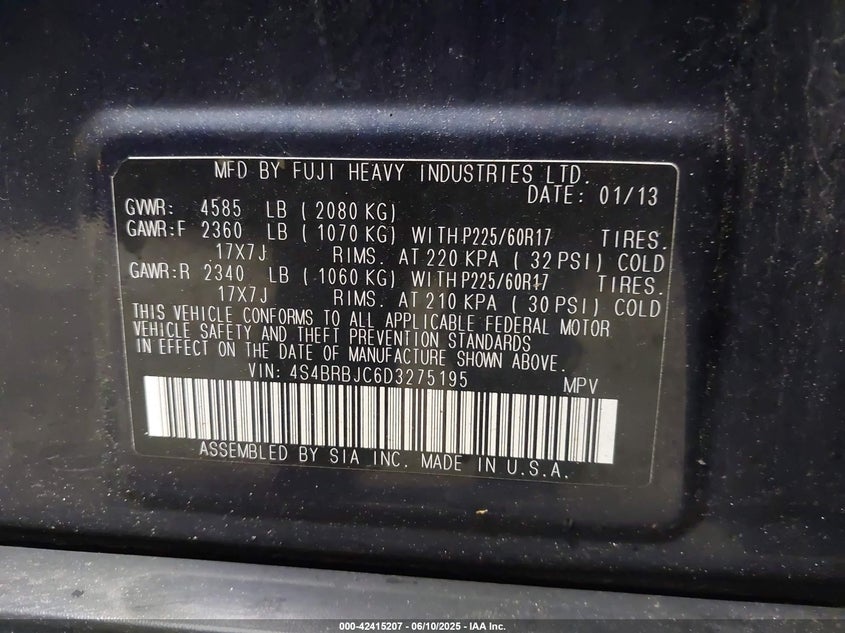 MFD BY FUJI HEAVY INDUSTRIES LTD.
DATE: 01/13
GVWR: 4585 LB (2080 KG)
GAWR:F 2360 LB (1070 KG) WITH P225/60R17 TIRES.
17X7J RIMS. AT 220 KPA (32 PSI) COLD
GAWR:R 2340 LB (1060 KG) WITH P225/60R17 TIRES.
17X7J RIMS. AT 210 KPA (30 PSI) COLD
THIS VEHICLE CONFORMS TO ALL APPLICABLE FEDERAL MOTOR
VEHICLE SAFETY AND THEFT PREVENTION STANDARDS
IN EFFECT ON THE DATE OF MANUFACTURE SHOWN ABOVE.
VIN: 4S4BRBJC6D3275195 MPV
ASSEMBLED BY SIA INC. MADE IN U.S.A.
000-42415207 - 06/10/2025 - IAA Inc.